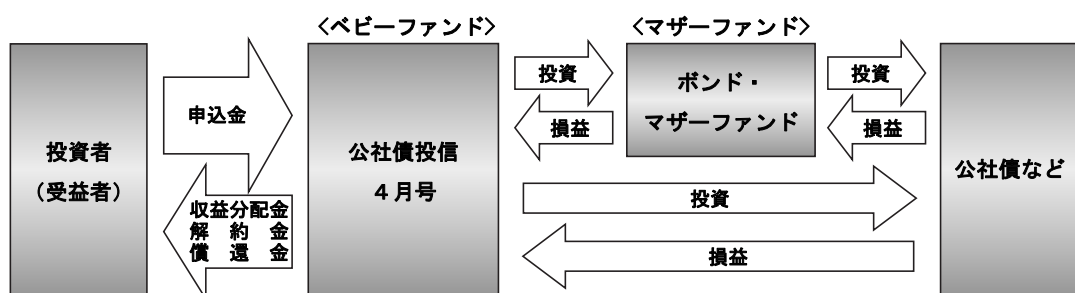 〈ベビーファンド〉
〈マザーファンド〉
投資者
（受益者）
申込金
収益分配金
解約金
償還金
公社債投信
４月号
投資
損益
ボンド・
マザーファンド
投資
損益
投資
損益
公社債など